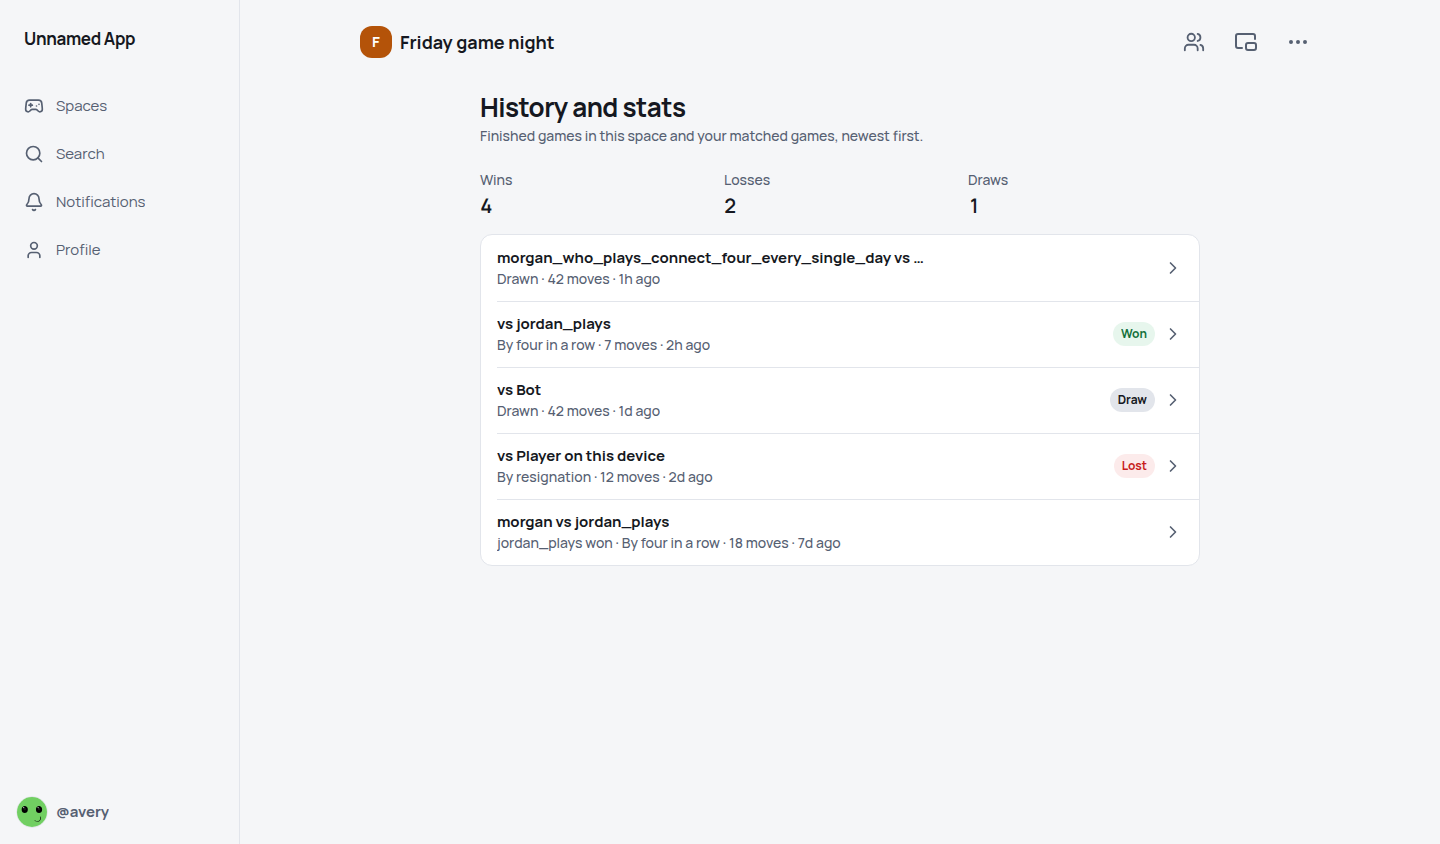 Unnamed App
Spaces
Search
Notifications
Profile
@avery
F Friday game night
History and stats
Finished games in this space and your matched games, newest first.
Wins Losses Draws
4 2 1
morgan_who_plays_connect_four_every_single_day vs ...
Drawn · 42 moves · 1h ago
vs jordan_plays
By four in a row · 7 moves · 2h ago
Won
vs Bot
Drawn · 42 moves · 1d ago
Draw
vs Player on this device
By resignation · 12 moves · 2d ago
Lost
morgan vs jordan_plays
jordan_plays won · By four in a row · 18 moves · 7d ago